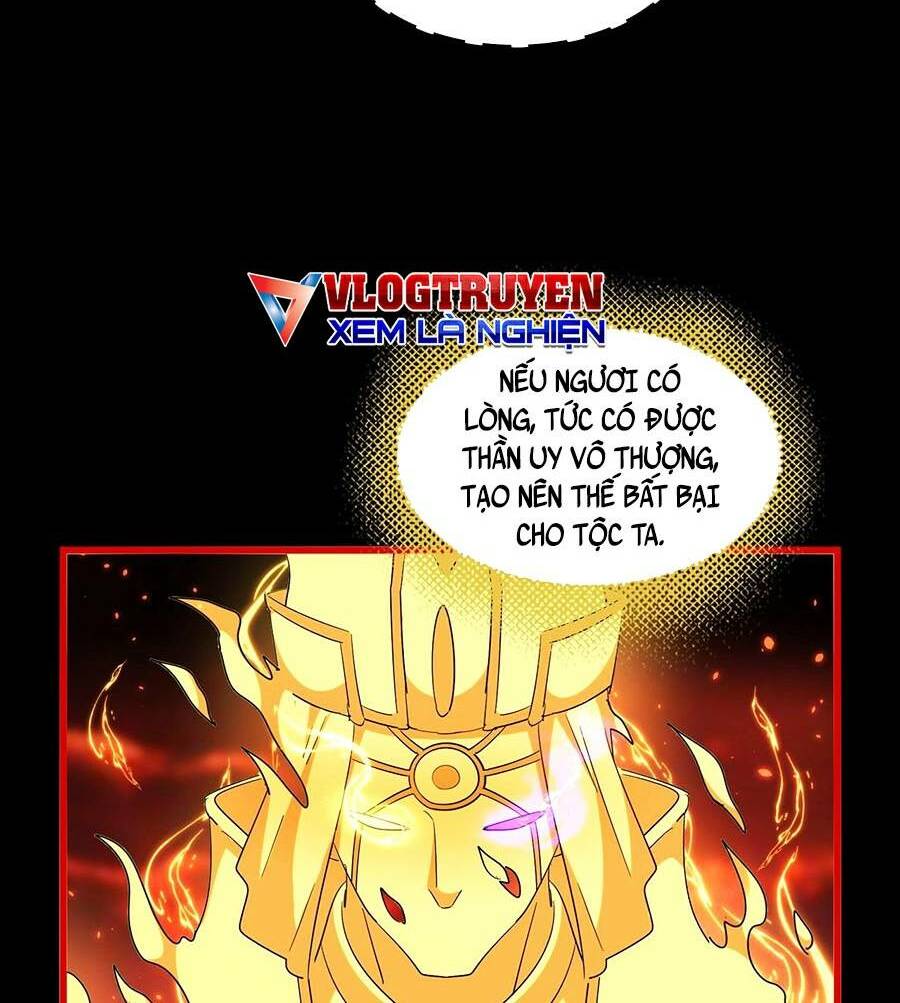 VLOGTRUYEN
XEM LÀ NGHIỆN
NẾU NGƯƠI CÓ
LÒNG, TỨC CÓ ĐƯỢC
THẦN UY VÔ THƯỢNG,
TẠO NÊN THẾ BẤT BẠI
CHO TỘC TA.